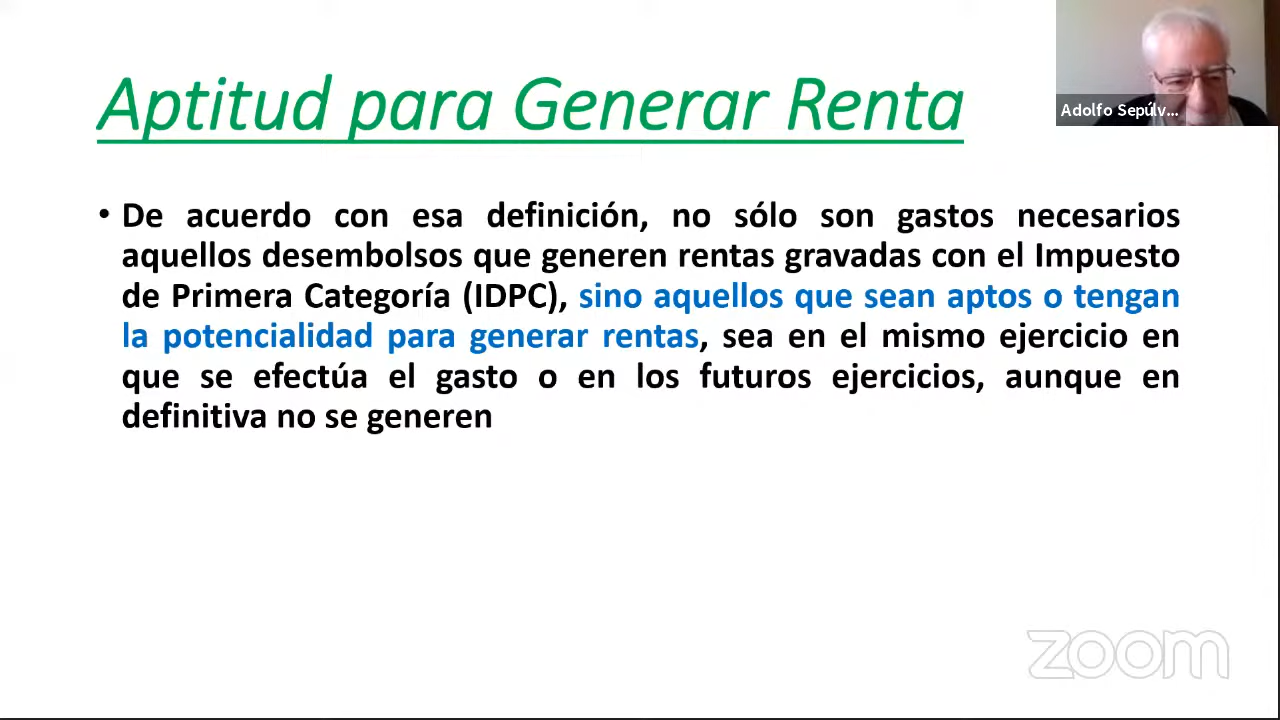 Aptitud para Generar Renta
Adolfo Sepúlv...
• De acuerdo con esa definición, no sólo son gastos necesarios
aquellos desembolsos que generen rentas gravadas con el Impuesto
de Primera Categoría (IDPC), sino aquellos que sean aptos o tengan
la potencialidad para generar rentas, sea en el mismo ejercicio en
que se efectúa el gasto o en los futuros ejercicios, aunque en
definitiva no se generen
zoom